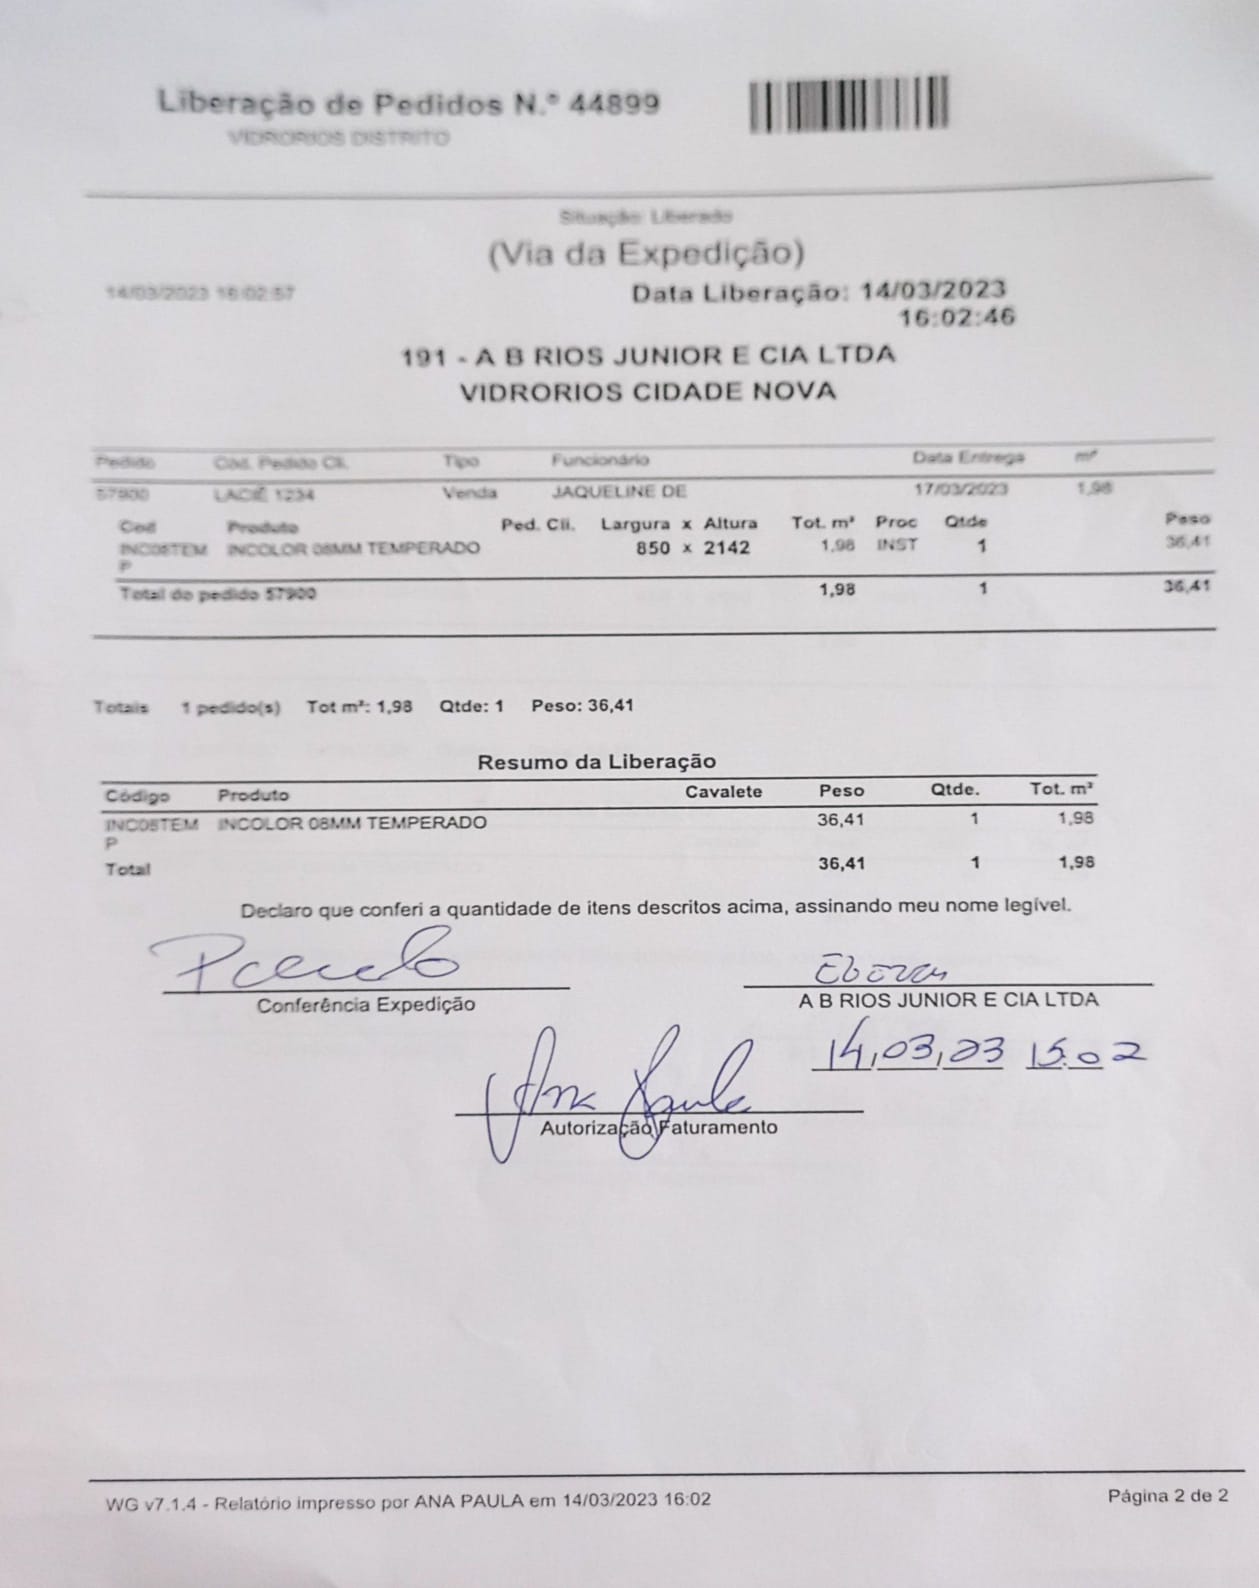 Liberação de Pedidos N.º 44899
VIDRORIOS DISTRITO
Situação: Liberado
(Via da Expedição)
14/03/2023 16:02:57
Data Liberação: 14/03/2023
16:02:46
191 - A B RIOS JUNIOR E CIA LTDA
VIDRORIOS CIDADE NOVA
Pedido Cód. Pedido Cli. Tipo Funcionário Data Entrega m²
57900 LACIÊ 1234 Venda JAQUELINE DE 17/03/2023 1,98
Cod Produto Ped. Cli. Largura x Altura Tot. m² Proc Qtde Peso
INC08TEM INCOLOR 08MM TEMPERADO 850 x 2142 1,98 INST 1 36,41
P
Total do pedido 57900 1,98 1 36,41
Totais 1 pedido(s) Tot m²: 1,98 Qtde: 1 Peso: 36,41
Resumo da Liberação
Código Produto Cavalete Peso Qtde. Tot. m²
INC08TEM INCOLOR 08MM TEMPERADO 36,41 1 1,98
P
Total 36,41 1 1,98
Declaro que conferi a quantidade de itens descritos acima, assinando meu nome legível.
Conferência Expedição
A B RIOS JUNIOR E CIA LTDA
14,03,23 15:02
Ana Paula
Autorização Faturamento
WG v7.1.4 - Relatório impresso por ANA PAULA em 14/03/2023 16:02
Página 2 de 2